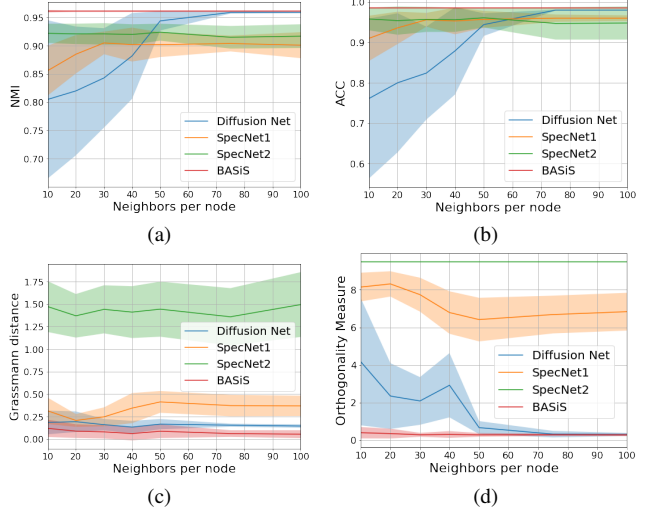 0.95
0.90
0.85
0.80
0.75
0.70
NMI
Diffusion Net
SpecNet1
SpecNet2
BASiS
10 20 30 40 50 60 70 80 90 100
Neighbors per node
(a)
1.0
0.9
0.8
0.7
0.6
ACC
Diffusion Net
SpecNet1
SpecNet2
BASiS
10 20 30 40 50 60 70 80 90 100
Neighbors per node
(b)
1.75
1.50
1.25
1.00
0.75
0.50
0.25
0.00
Grassmann distance
Diffusion Net
SpecNet1
SpecNet2
BASiS
10 20 30 40 50 60 70 80 90 100
Neighbors per node
(c)
8
6
4
2
0
Orthogonality Measure
Diffusion Net
SpecNet1
SpecNet2
BASiS
10 20 30 40 50 60 70 80 90 100
Neighbors per node
(d)